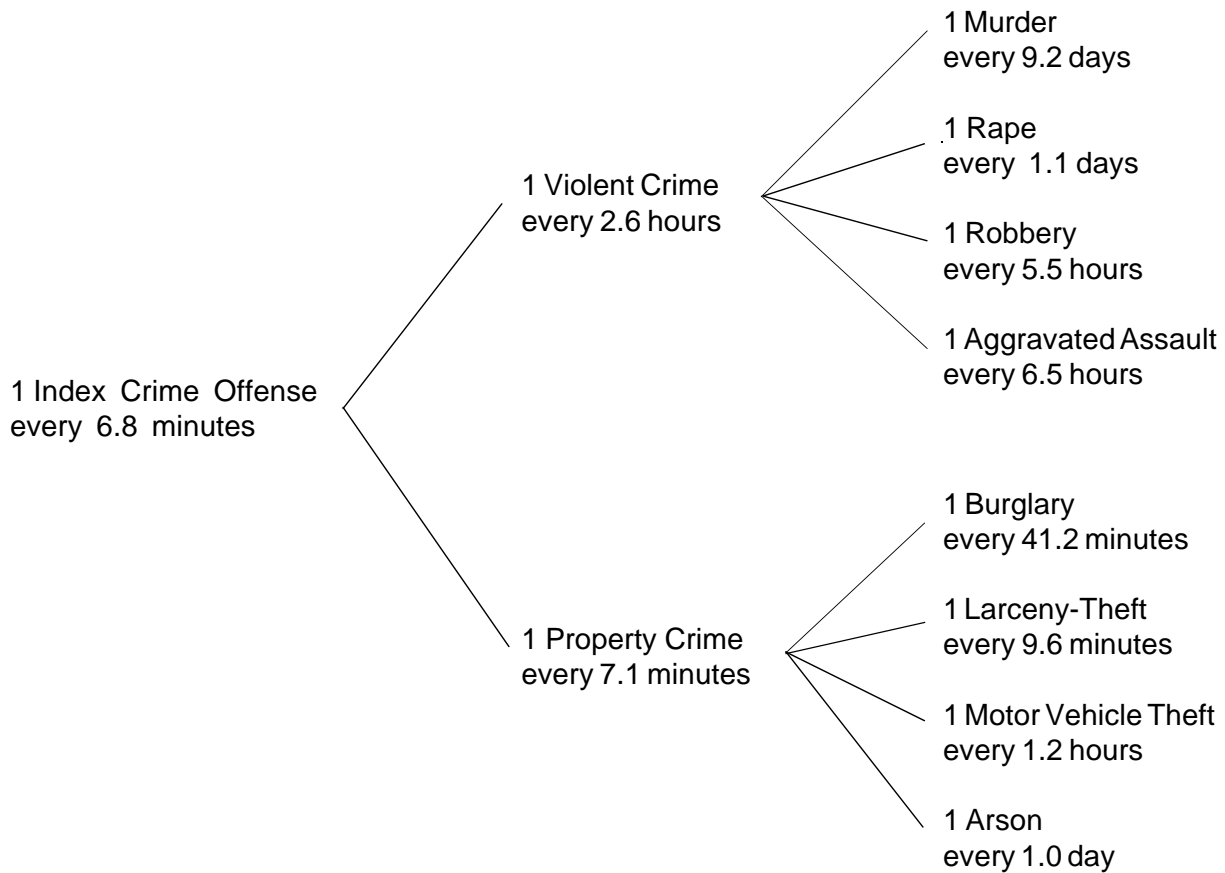 1 Index Crime Offense
every 6.8 minutes
1 Violent Crime
every 2.6 hours
1 Murder
every 9.2 days
1 Rape
every 1.1 days
1 Robbery
every 5.5 hours
1 Aggravated Assault
every 6.5 hours
1 Property Crime
every 7.1 minutes
1 Burglary
every 41.2 minutes
1 Larceny-Theft
every 9.6 minutes
1 Motor Vehicle Theft
every 1.2 hours
1 Arson
every 1.0 day